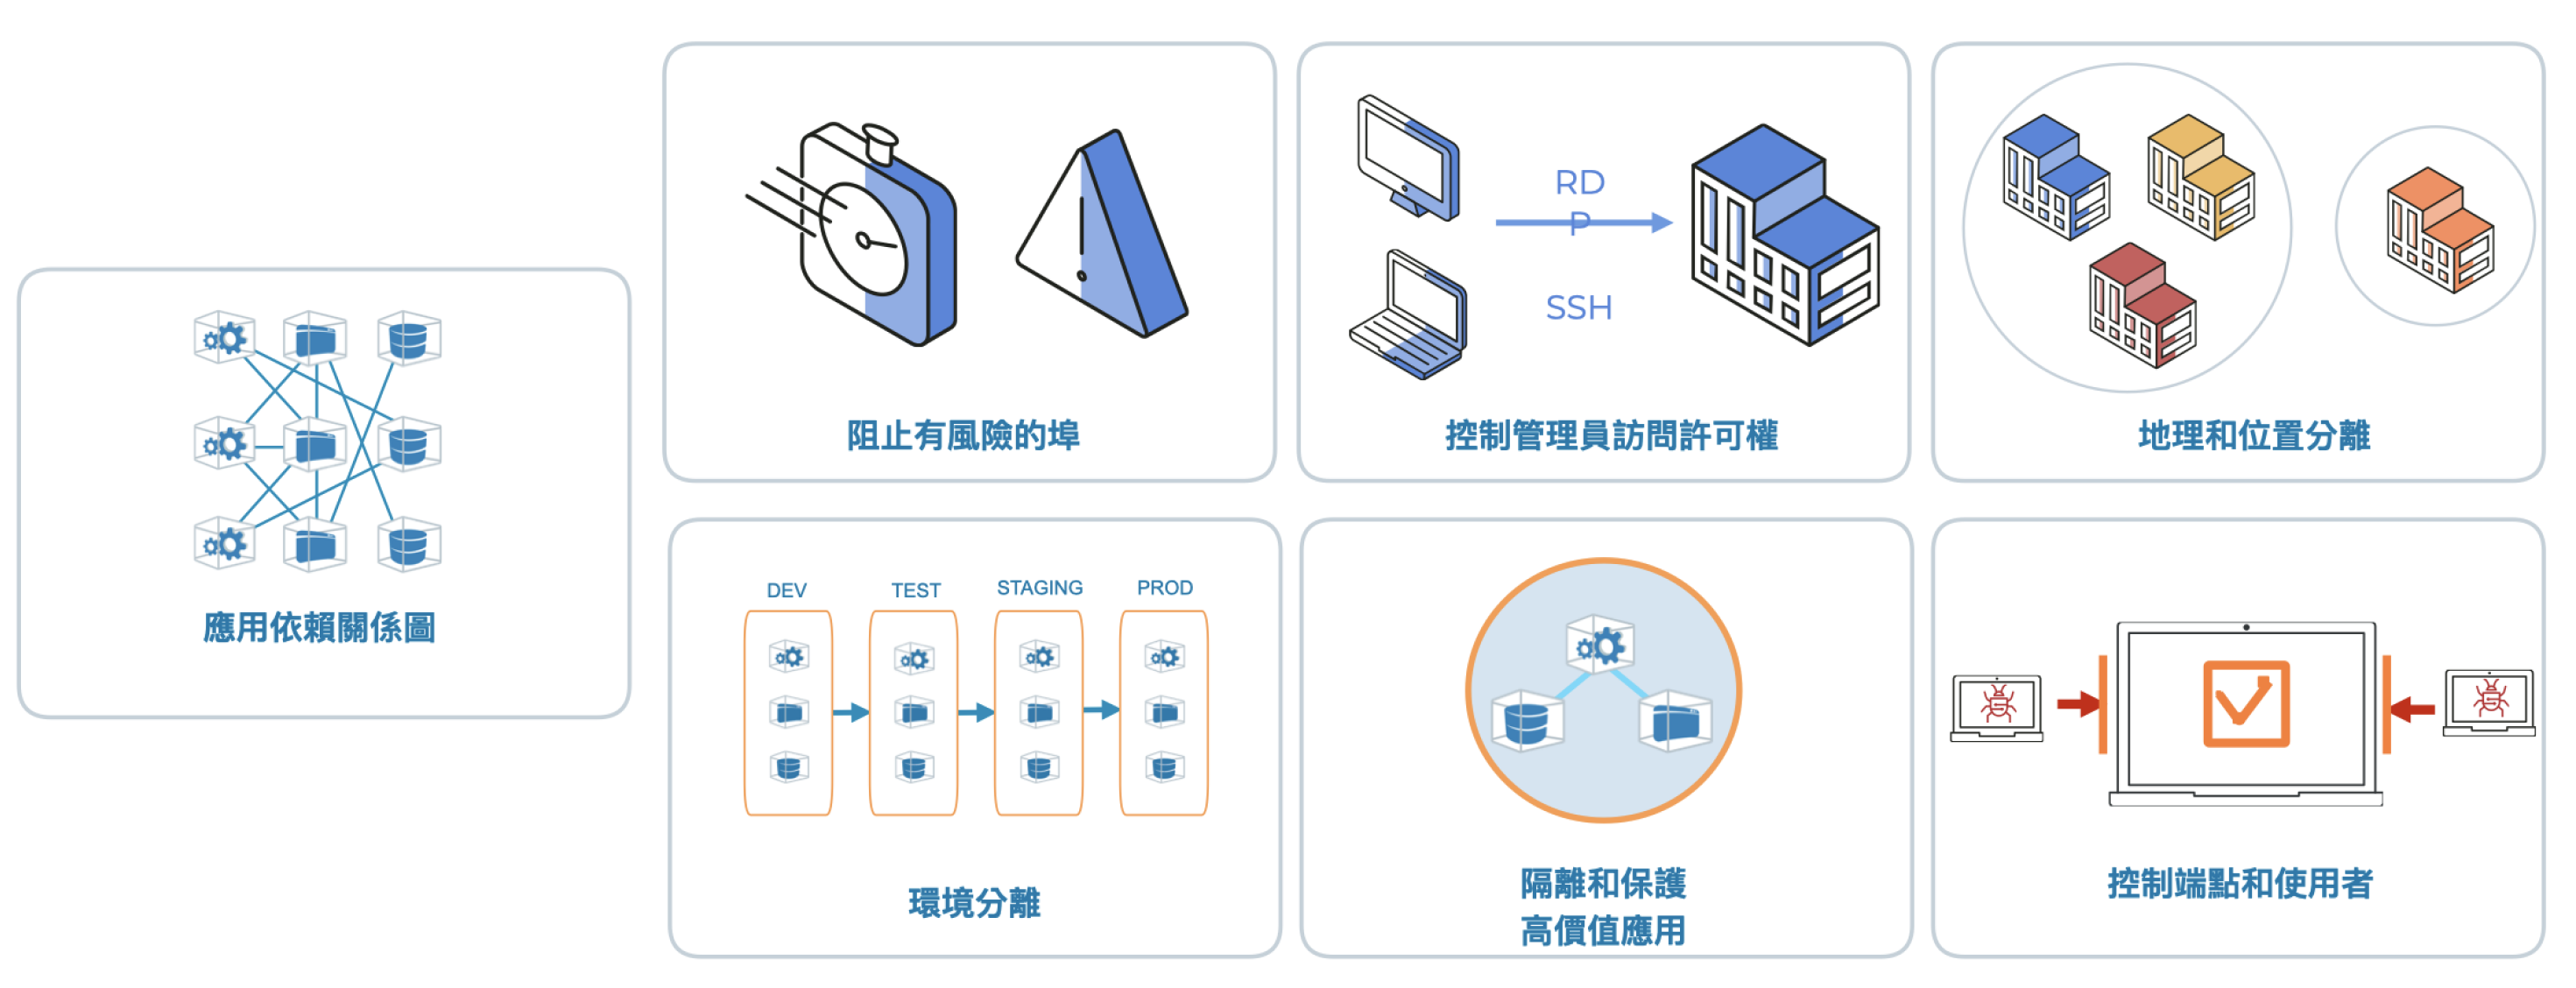 應用依賴關係圖
阻止有風險的埠
RD
P
SSH
控制管理員訪問許可權
地理和位置分離
DEV
TEST
STAGING
PROD
環境分離
隔離和保護
高價值應用
控制端點和使用者